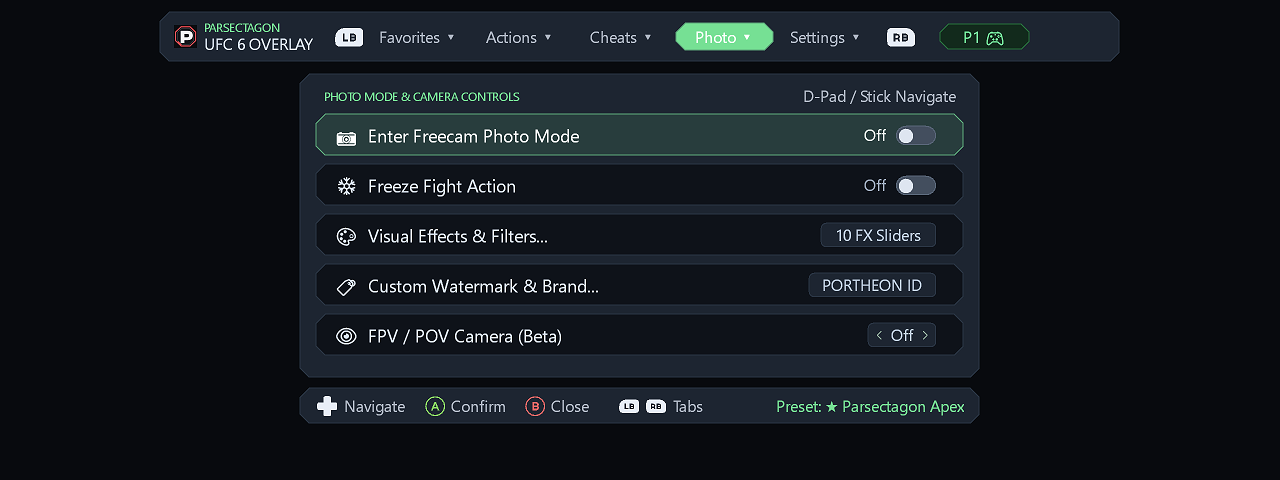 PARSECTAGON
UFC 6 OVERLAY
LB Favorites ▼ Actions ▼ Cheats ▼ Photo ▼ Settings ▼ RB P1
PHOTO MODE & CAMERA CONTROLS D-Pad / Stick Navigate
Enter Freecam Photo Mode Off
Freeze Fight Action Off
Visual Effects & Filters... 10 FX Sliders
Custom Watermark & Brand... PORTHEON ID
FPV / POV Camera (Beta) < Off >
Navigate A Confirm B Close LB RB Tabs Preset: ★ Parsectagon Apex